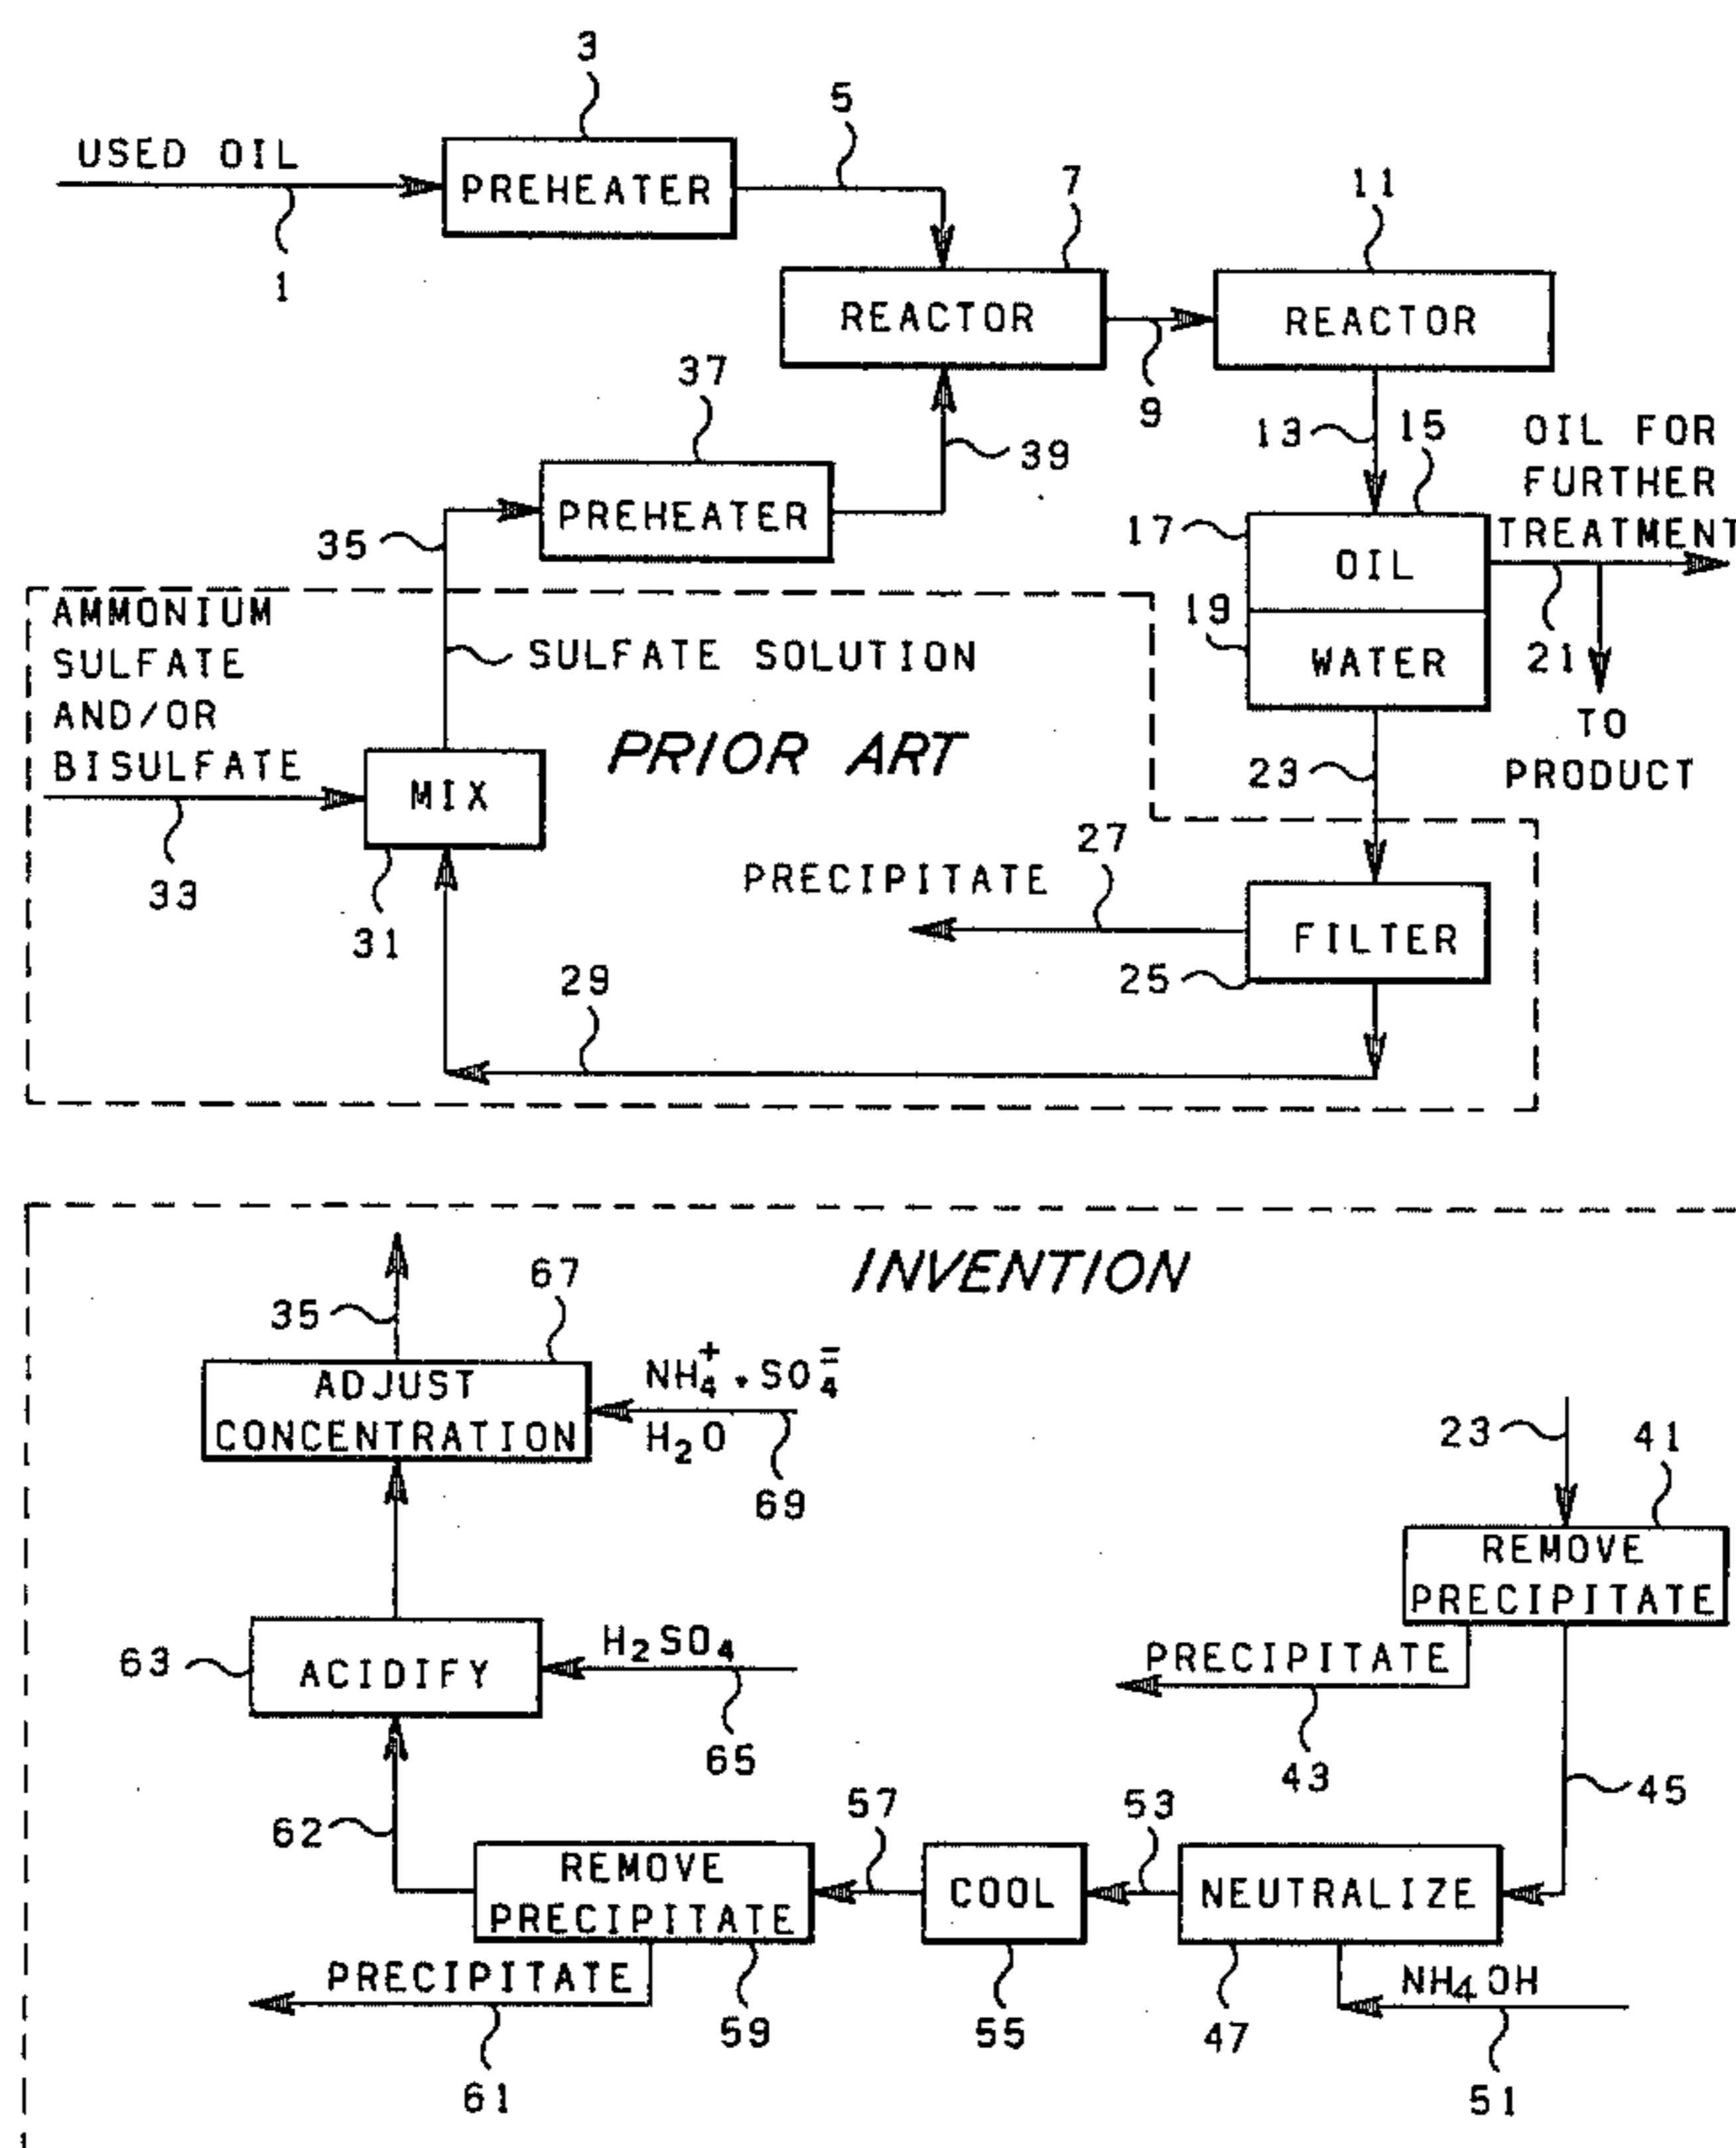 3
5
USED OIL
PREHEATER
1
7
11
REACTOR
REACTOR
9
37
39
PREHEATER
35
13
15
OIL FOR
FURTHER
TREATMENT
17
OIL
19
WATER
21
TO
PRODUCT
23
AMMONIUM
SULFATE
AND/OR
BISULFATE
SULFATE SOLUTION
PRIOR ART
MIX
33
31
27
PRECIPITATE
FILTER
25
29
INVENTION
35
67
ADJUST
CONCENTRATION
NH4+, SO4=
H2O
69
23
41
REMOVE
PRECIPITATE
63
ACIDIFY
H2SO4
65
PRECIPITATE
43
45
62
57
53
REMOVE
PRECIPITATE
COOL
NEUTRALIZE
PRECIPITATE
61
59
55
47
NH4OH
51